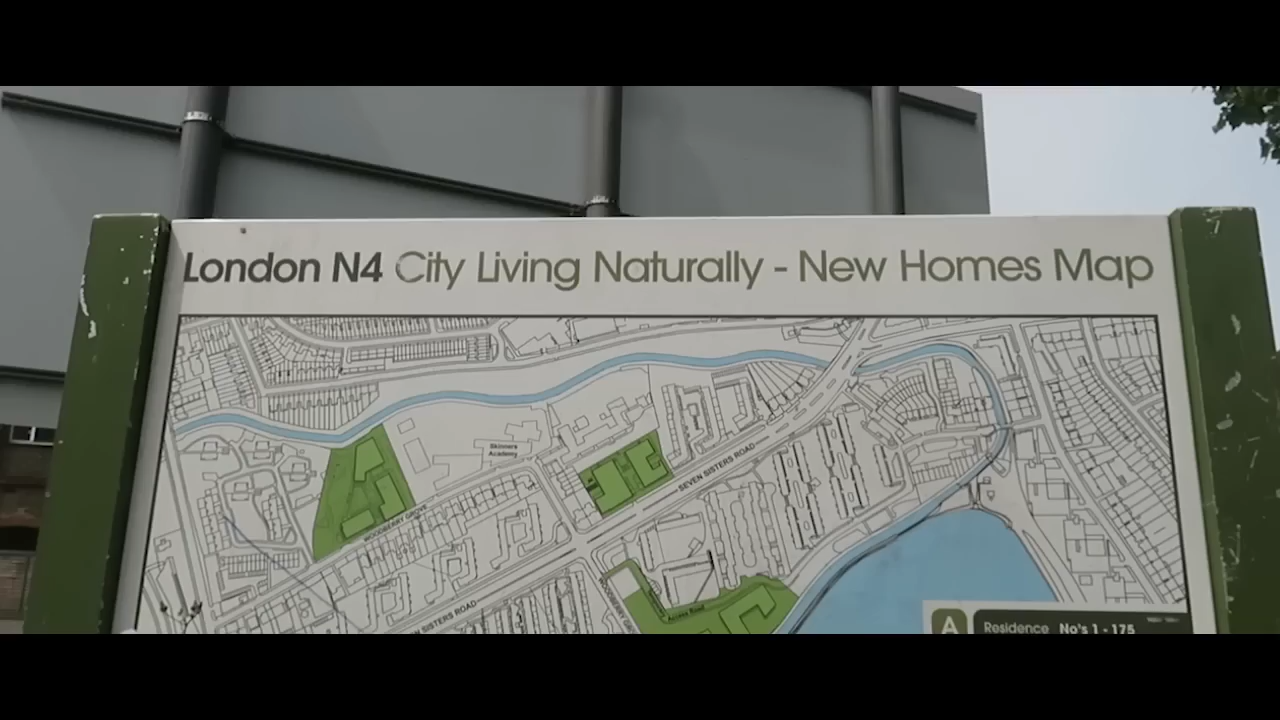 London N4 City Living Naturally - New Homes Map
Skinners
Academy
SEVEN SISTERS ROAD
WOODBERRY GROVE
SISTERS ROAD
Access Road
A Residence No's 1 - 175